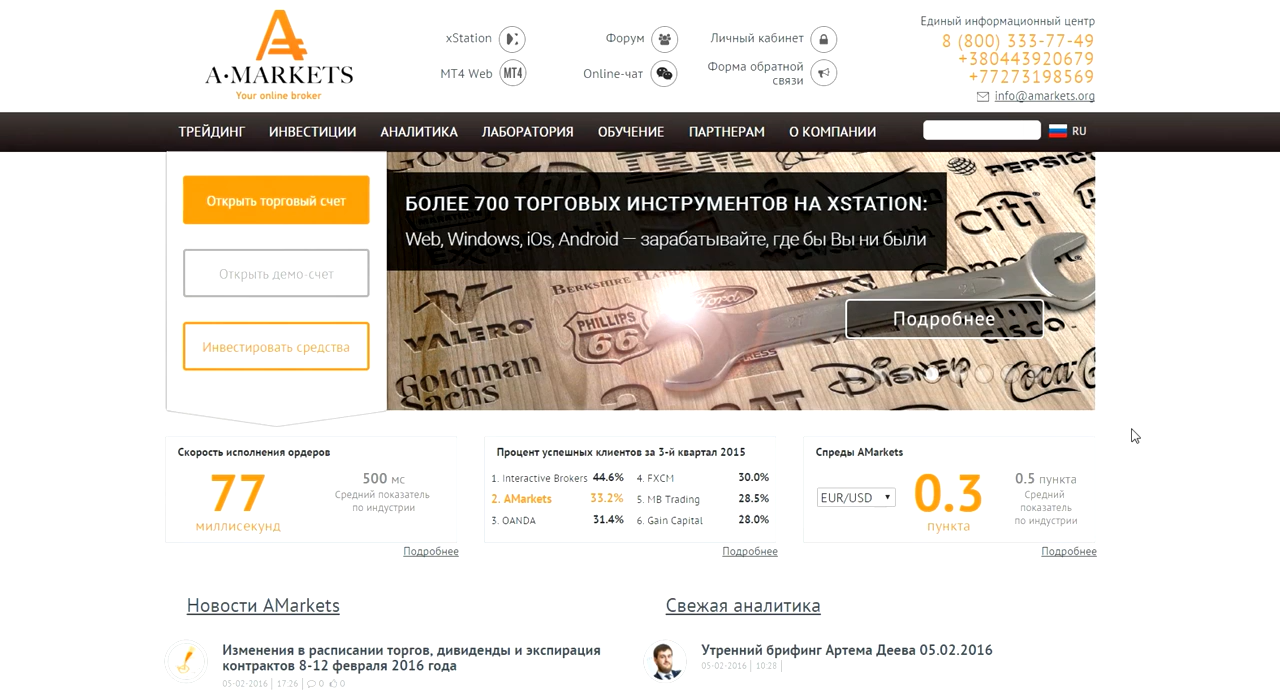 A·MARKETS
Your online broker
xStation
MT4 Web
MT4
Форум
Online-чат
Личный кабинет
Форма обратной
связи
Единый информационный центр
8 (800) 333-77-49
+380443920679
+77273198569
info@amarkets.org
ТРЕЙДИНГ ИНВЕСТИЦИИ АНАЛИТИКА ЛАБОРАТОРИЯ ОБУЧЕНИЕ ПАРТНЕРАМ О КОМПАНИИ
RU
Открыть торговый счет
Открыть демо-счет
Инвестировать средства
Google
PEPSICO
БОЛЕЕ 700 ТОРГОВЫХ ИНСТРУМЕНТОВ НА XSTATION:
Web, Windows, iOs, Android — зарабатывайте, где бы Вы ни были
citi
BERKSHIRE HATHAWAY
Ford
PHILLIPS
66
VALERO
CISCO
Goldman
Sachs
Disney
Coca-C
CAT
Подробнее
Скорость исполнения ордеров
77
миллисекунд
500 мс
Средний показатель
по индустрии
Подробнее
Процент успешных клиентов за 3-й квартал 2015
1. Interactive Brokers 44.6%
2. AMarkets 33.2%
3. OANDA 31.4%
4. FXCM 30.0%
5. MB Trading 28.5%
6. Gain Capital 28.0%
Подробнее
Спреды AMarkets
EUR/USD
0.3
пункта
0.5 пункта
Средний
показатель
по индустрии
Подробнее
Новости AMarkets
Изменения в расписании торгов, дивиденды и экспирация
контрактов 8-12 февраля 2016 года
05-02-2016 | 17:26 | 0 0
Свежая аналитика
Утренний брифинг Артема Деева 05.02.2016
05-02-2016 | 10:28 |